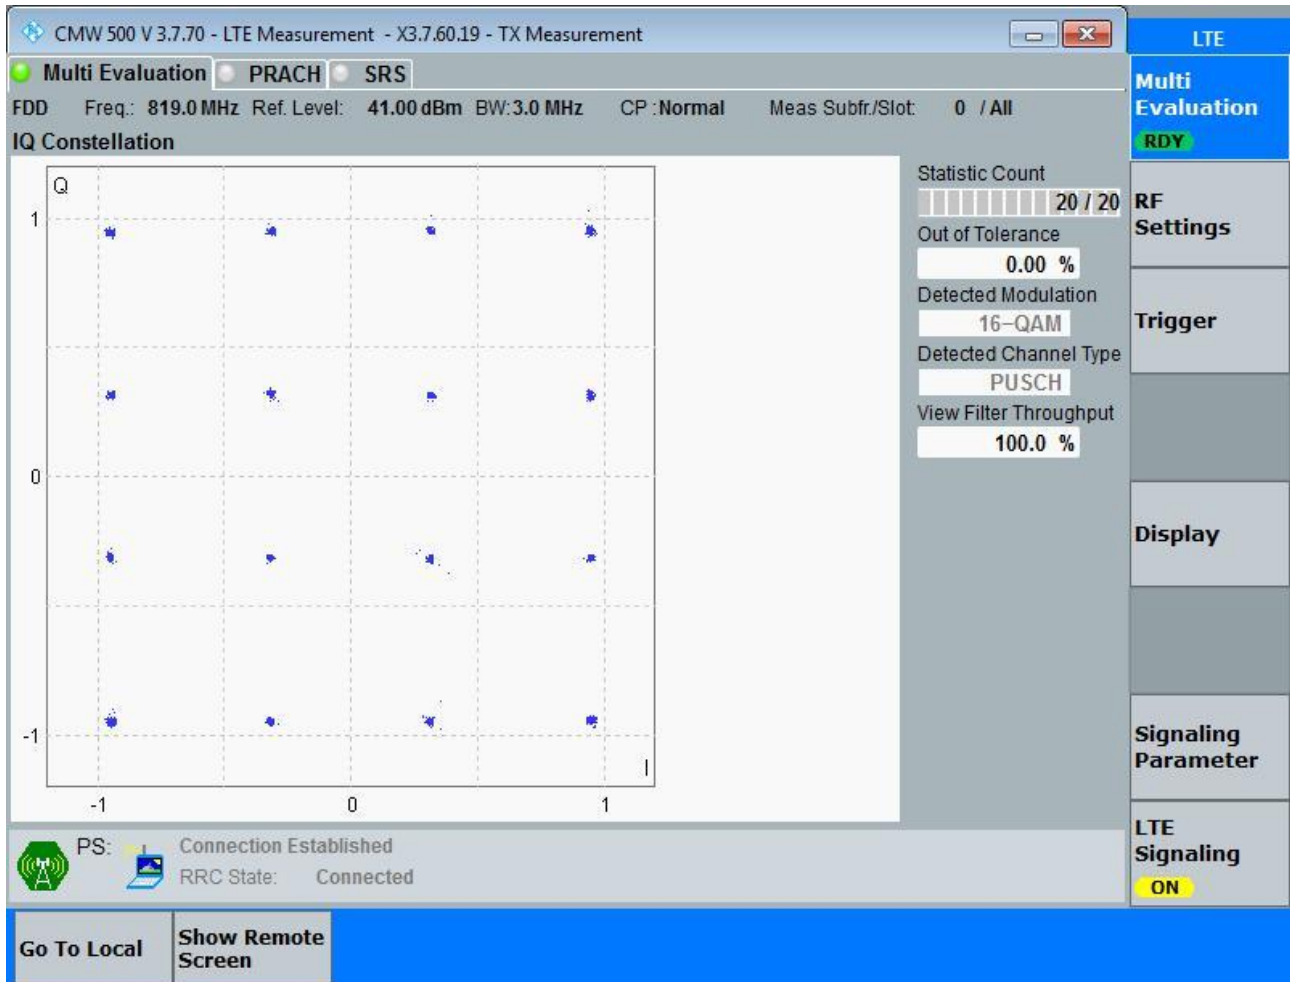 CMW 500 V 3.7.70 - LTE Measurement - X3.7.60.19 - TX Measurement
LTE
Multi Evaluation PRACH SRS
FDD Freq.: 819.0 MHz Ref. Level: 41.00 dBm BW: 3.0 MHz CP : Normal Meas Subfr./Slot: 0 / All
IQ Constellation
Q
1
0
-1
I
-1 0 1
Statistic Count
20 / 20
Out of Tolerance
0.00 %
Detected Modulation
16-QAM
Detected Channel Type
PUSCH
View Filter Throughput
100.0 %
Multi
Evaluation
RDY
RF
Settings
Trigger
Display
Signaling
Parameter
LTE
Signaling
ON
PS: Connection Established
RRC State: Connected
Go To Local
Show Remote
Screen